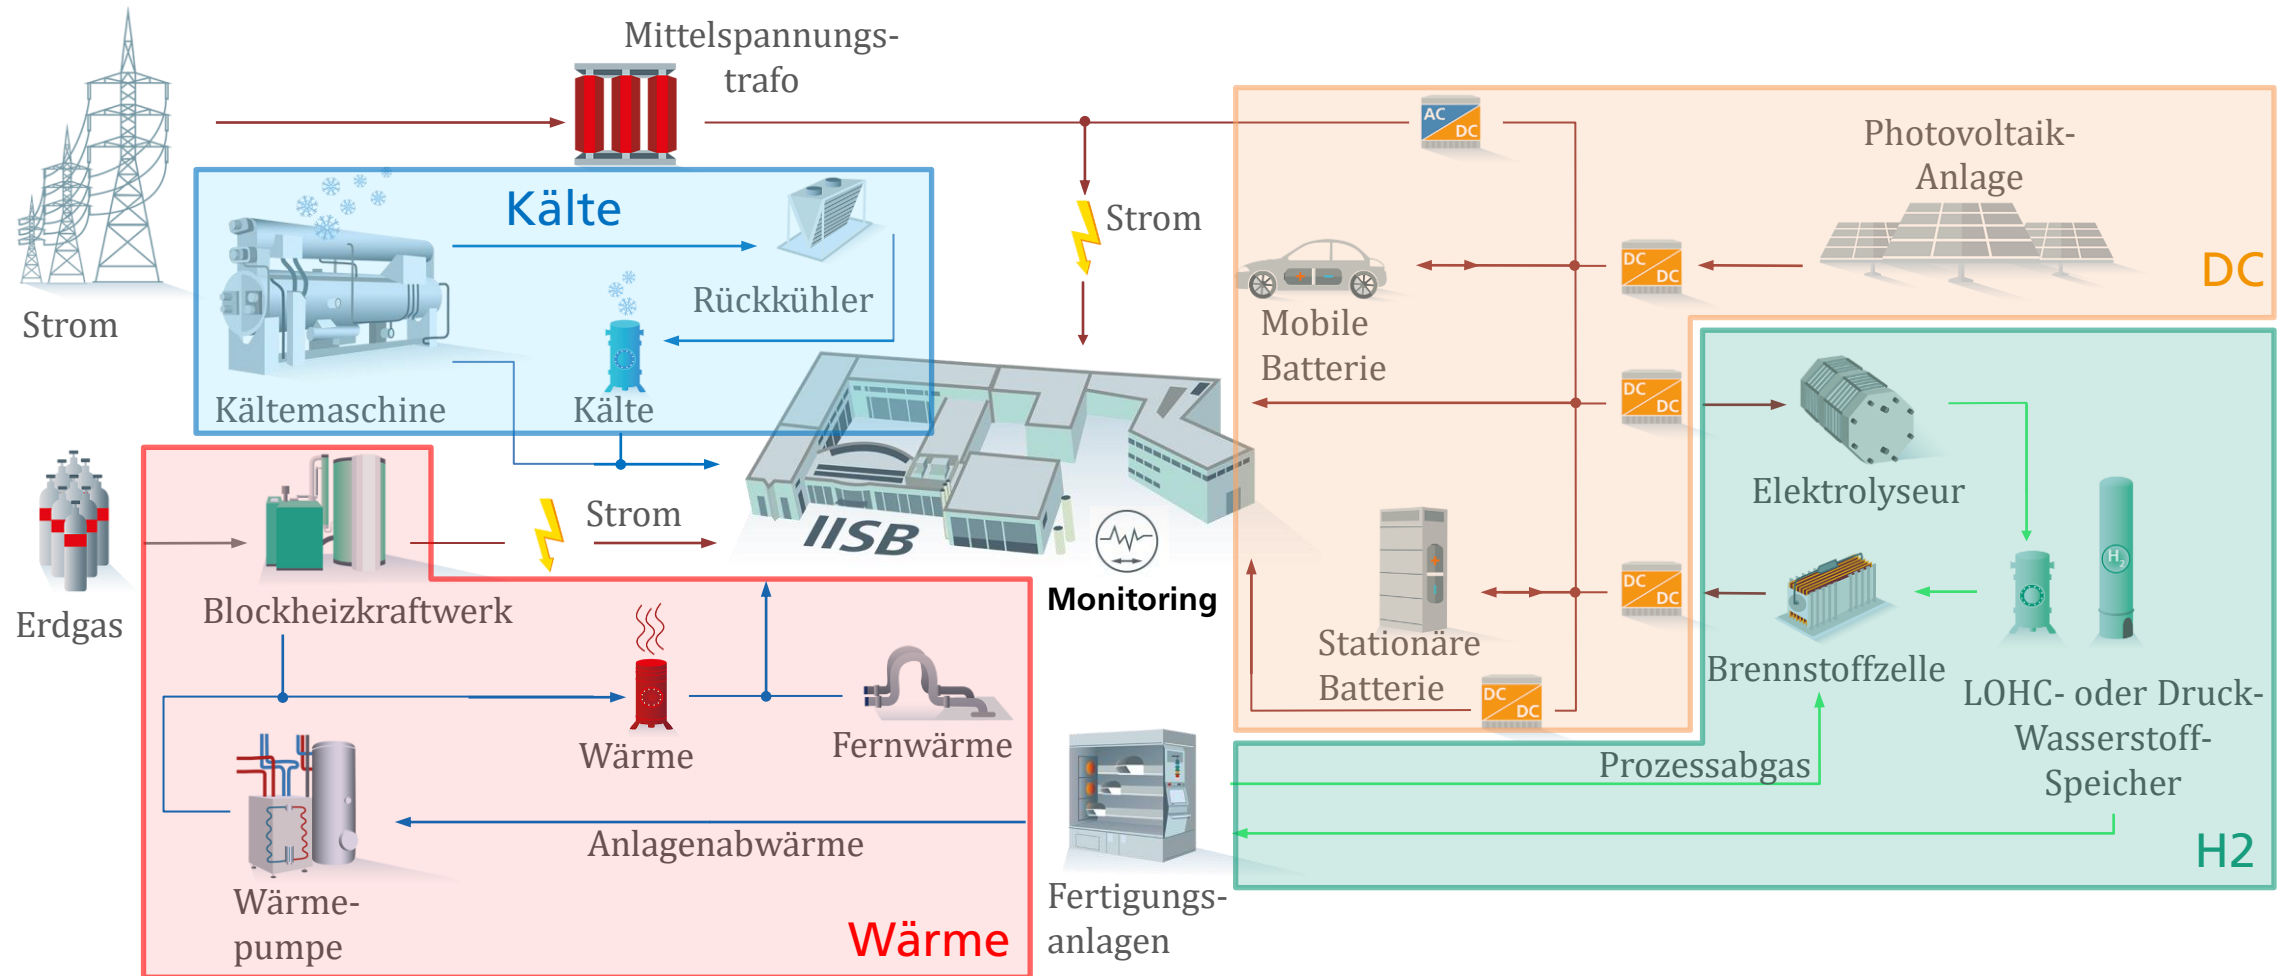 Mittelspannungs-
trafo
AC
DC
Photovoltaik-
Anlage
Kälte
Strom
DC
DC
DC
Rückkühler
Strom
Mobile
Batterie
Kältemaschine
Kälte
DC
DC
Elektrolyseur
Strom
IISB
H2
Erdgas
Blockheizkraftwerk
Monitoring
DC
DC
Stationäre
Batterie
Brennstoffzelle
DC
DC
LOHC- oder Druck-
Wasserstoff-
Speicher
Wärme
Fernwärme
Prozessabgas
Anlagenabwärme
H2
Wärme-
pumpe
Wärme
Fertigungs-
anlagen